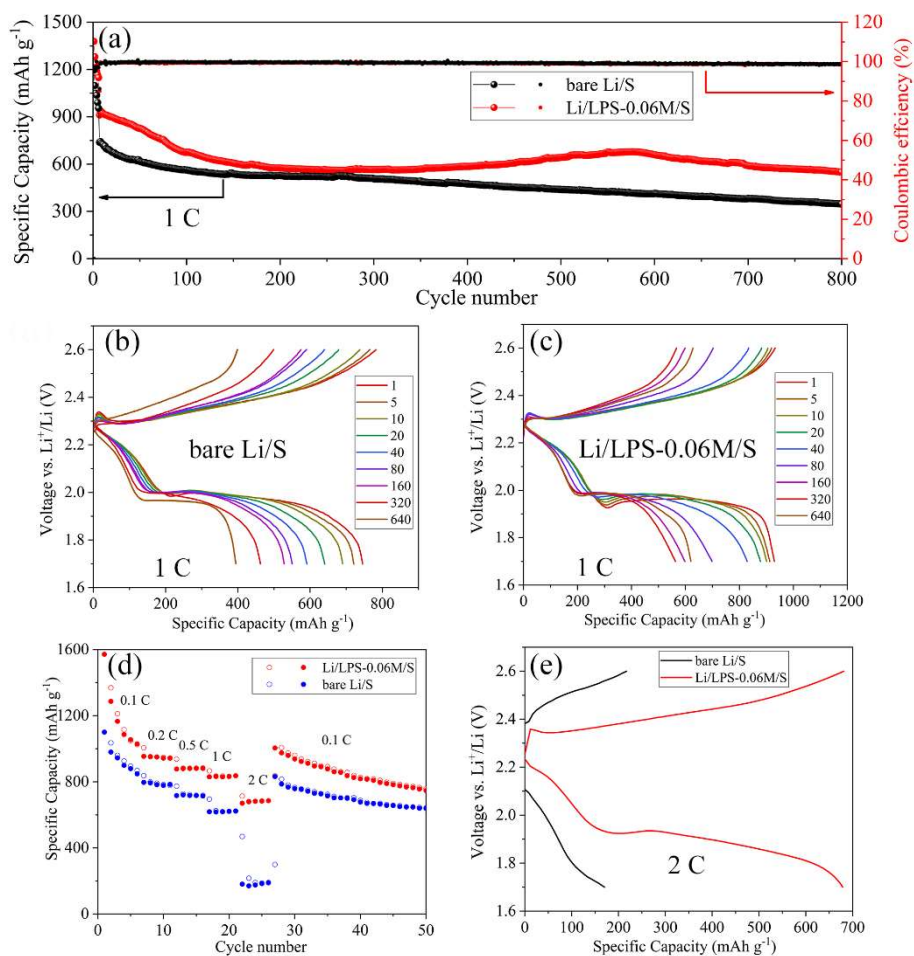 (a)
Specific Capacity (mAh g⁻¹)
1500
1200
900
600
300
0
bare Li/S
Li/LPS-0.06M/S
1 C
120
100
80
60
40
20
0
Coulombic effciency (%)
0 100 200 300 400 500 600 700 800
Cycle number
(b)
Voltage vs. Li⁺/Li (V)
2.6
2.4
2.2
2.0
1.8
1.6
bare Li/S
1
5
10
20
40
80
160
320
640
1 C
0 200 400 600 800
Specific Capacity (mAh g⁻¹)
(c)
Voltage vs. Li⁺/Li (V)
2.6
2.4
2.2
2.0
1.8
1.6
Li/LPS-0.06M/S
1
5
10
20
40
80
160
320
640
1 C
0 200 400 600 800 1000 1200
Specific Capacity (mAh g⁻¹)
(d)
Specific Capacity (mAh g⁻¹)
1600
1200
800
400
0
Li/LPS-0.06M/S
bare Li/S
0.1 C
0.2 C
0.5 C
1 C
2 C
0.1 C
0 10 20 30 40 50
Cycle number
(e)
Voltage vs. Li⁺/Li (V)
2.6
2.4
2.2
2.0
1.8
1.6
bare Li/S
Li/LPS-0.06M/S
2 C
0 100 200 300 400 500 600 700
Specific Capacity (mAh g⁻¹)